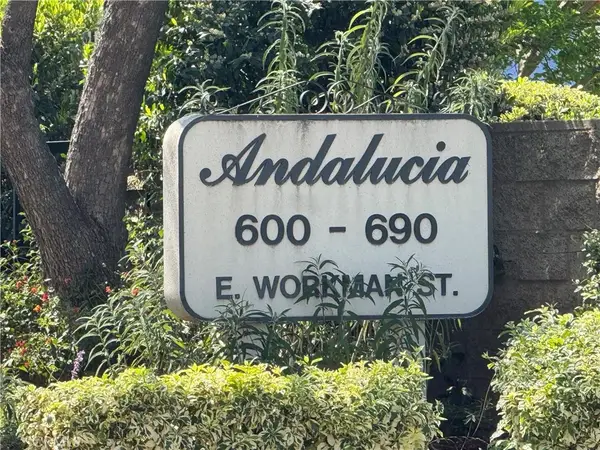 Andalucia
600 - 690
E. WORKMAN ST.